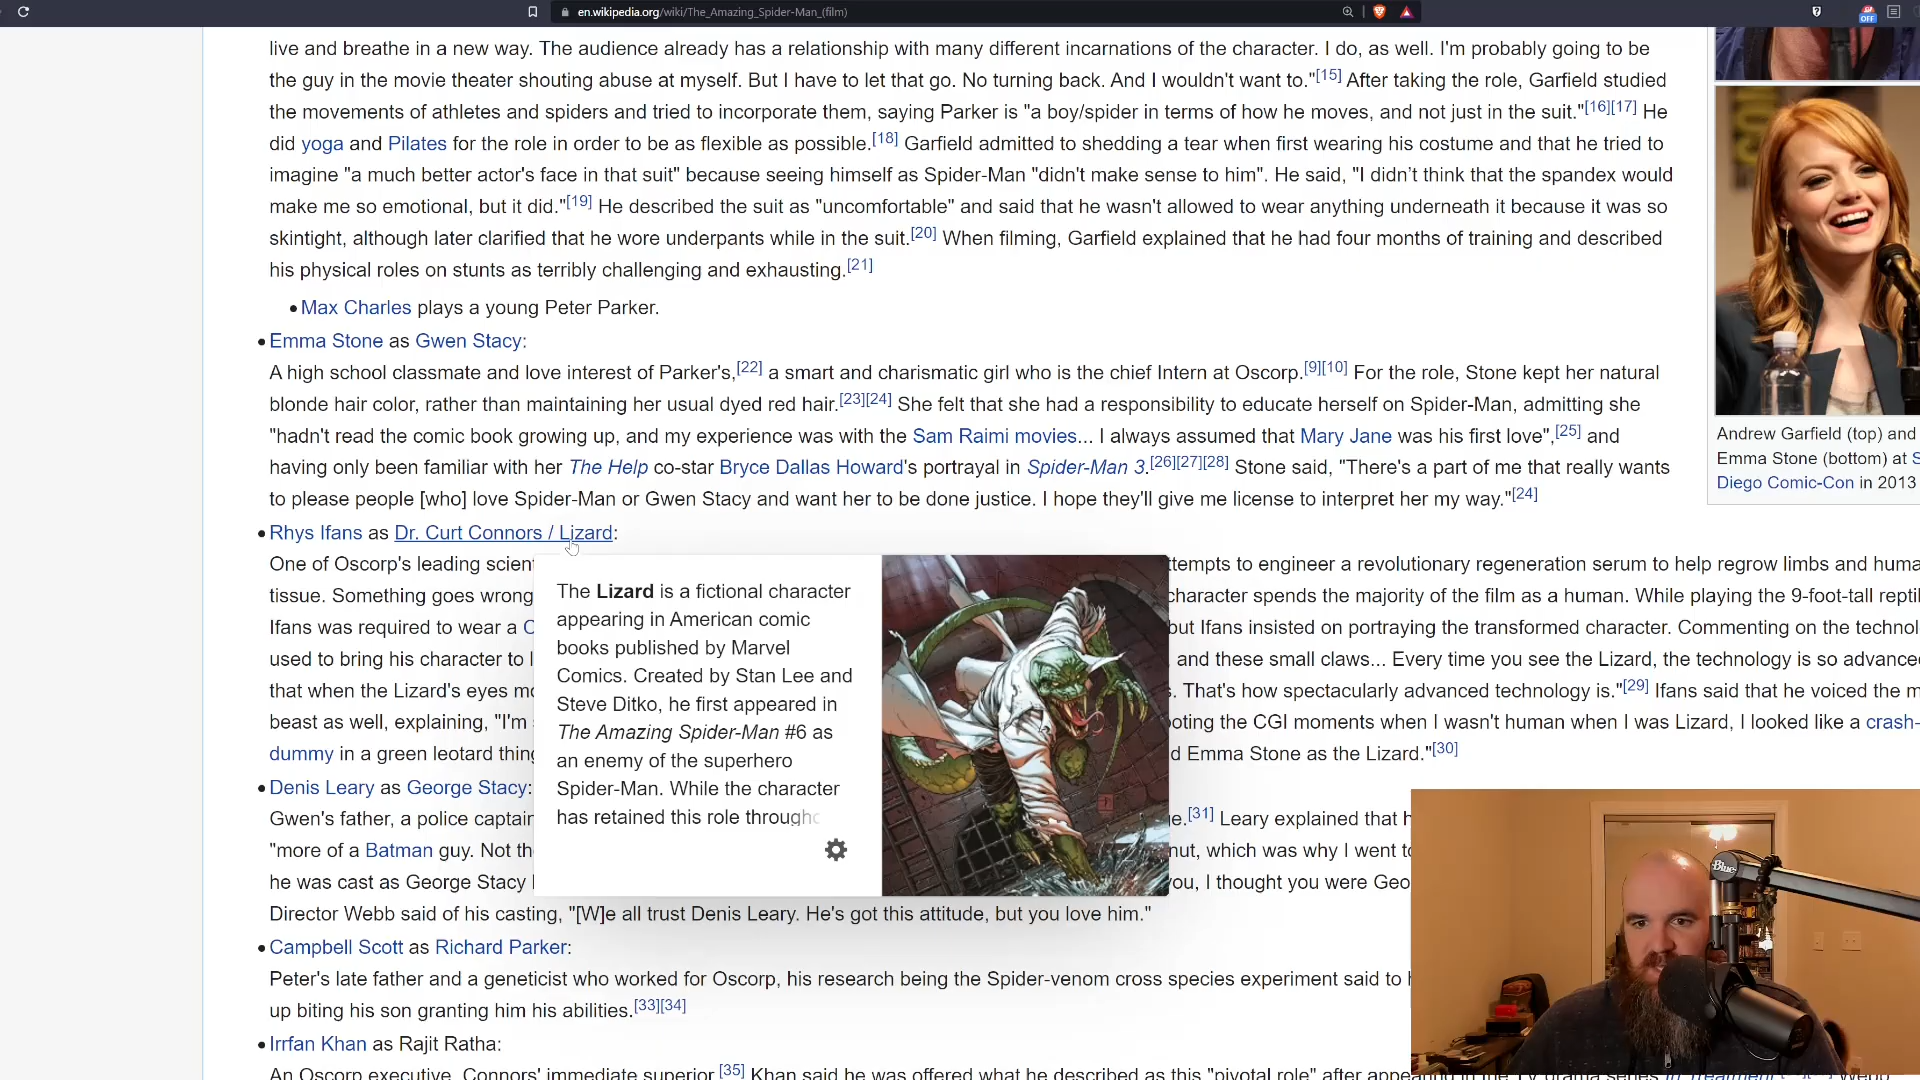 en.wikipedia.org/wiki/The_Amazing_Spider-Man_(film)
OFF
live and breathe in a new way. The audience already has a relationship with many different incarnations of the character. I do, as well. I'm probably going to be
the guy in the movie theater shouting abuse at myself. But I have to let that go. No turning back. And I wouldn't want to."[15] After taking the role, Garfield studied
the movements of athletes and spiders and tried to incorporate them, saying Parker is "a boy/spider in terms of how he moves, and not just in the suit."[16][17] He
did yoga and Pilates for the role in order to be as flexible as possible.[18] Garfield admitted to shedding a tear when first wearing his costume and that he tried to
imagine "a much better actor's face in that suit" because seeing himself as Spider-Man "didn't make sense to him". He said, "I didn't think that the spandex would
make me so emotional, but it did."[19] He described the suit as "uncomfortable" and said that he wasn't allowed to wear anything underneath it because it was so
skintight, although later clarified that he wore underpants while in the suit.[20] When filming, Garfield explained that he had four months of training and described
his physical roles on stunts as terribly challenging and exhausting.[21]
• Max Charles plays a young Peter Parker.
• Emma Stone as Gwen Stacy:
A high school classmate and love interest of Parker's,[22] a smart and charismatic girl who is the chief Intern at Oscorp.[9][10] For the role, Stone kept her natural
blonde hair color, rather than maintaining her usual dyed red hair.[23][24] She felt that she had a responsibility to educate herself on Spider-Man, admitting she
"hadn't read the comic book growing up, and my experience was with the Sam Raimi movies... I always assumed that Mary Jane was his first love",[25] and
having only been familiar with her The Help co-star Bryce Dallas Howard's portrayal in Spider-Man 3.[26][27][28] Stone said, "There's a part of me that really wants
to please people [who] love Spider-Man or Gwen Stacy and want her to be done justice. I hope they'll give me license to interpret her my way."[24]
Andrew Garfield (top) and
Emma Stone (bottom) at S
Diego Comic-Con in 2013
• Rhys Ifans as Dr. Curt Connors / Lizard:
One of Oscorp's leading scient
ttempts to engineer a revolutionary regeneration serum to help regrow limbs and huma
tissue. Something goes wrong
character spends the majority of the film as a human. While playing the 9-foot-tall repti
Ifans was required to wear a C
but Ifans insisted on portraying the transformed character. Commenting on the technol
used to bring his character to l
, and these small claws... Every time you see the Lizard, the technology is so advance
that when the Lizard's eyes mo
s. That's how spectacularly advanced technology is."[29] Ifans said that he voiced the m
beast as well, explaining, "I'm
oting the CGI moments when I wasn't human when I was Lizard, I looked like a crash-
dummy in a green leotard thing
d Emma Stone as the Lizard."[30]
The Lizard is a fictional character
appearing in American comic
books published by Marvel
Comics. Created by Stan Lee and
Steve Ditko, he first appeared in
The Amazing Spider-Man #6 as
an enemy of the superhero
Spider-Man. While the character
has retained this role througho
• Denis Leary as George Stacy:
Gwen's father, a police captain
e.[31] Leary explained that h
"more of a Batman guy. Not th
nut, which was why I went to
he was cast as George Stacy
you, I thought you were Geo
Director Webb said of his casting, "[W]e all trust Denis Leary. He's got this attitude, but you love him."
• Campbell Scott as Richard Parker:
Peter's late father and a geneticist who worked for Oscorp, his research being the Spider-venom cross species experiment said to h
up biting his son granting him his abilities.[33][34]
• Irrfan Khan as Rajit Ratha:
An Oscorp executive, Connors' immediate superior.[35] Khan said he was offered what he described as this "pivotal role" after appearing in the TV drama series In Treatment
Blue